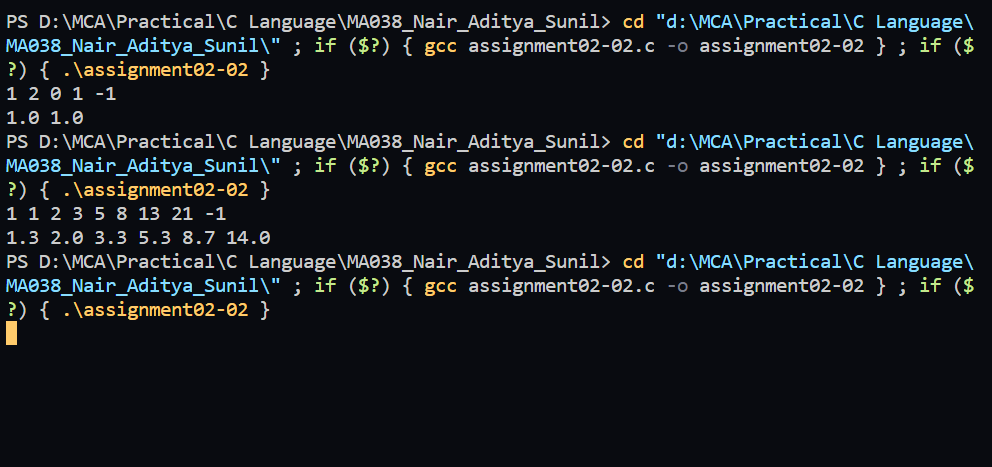 PS D:\MCA\Practical\C Language\MA038_Nair_Aditya_Sunil> cd "d:\MCA\Practical\C Language\
MA038_Nair_Aditya_Sunil\" ; if ($?) { gcc assignment02-02.c -o assignment02-02 } ; if ($
?) { .\assignment02-02 }
1 2 0 1 -1
1.0 1.0
PS D:\MCA\Practical\C Language\MA038_Nair_Aditya_Sunil> cd "d:\MCA\Practical\C Language\
MA038_Nair_Aditya_Sunil\" ; if ($?) { gcc assignment02-02.c -o assignment02-02 } ; if ($
?) { .\assignment02-02 }
1 1 2 3 5 8 13 21 -1
1.3 2.0 3.3 5.3 8.7 14.0
PS D:\MCA\Practical\C Language\MA038_Nair_Aditya_Sunil> cd "d:\MCA\Practical\C Language\
MA038_Nair_Aditya_Sunil\" ; if ($?) { gcc assignment02-02.c -o assignment02-02 } ; if ($
?) { .\assignment02-02 }